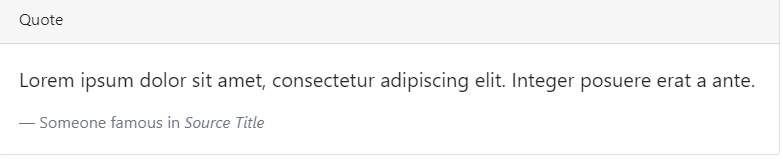 Quote
Lorem ipsum dolor sit amet, consectetur adipiscing elit. Integer posuere erat a ante.
— Someone famous in Source Title